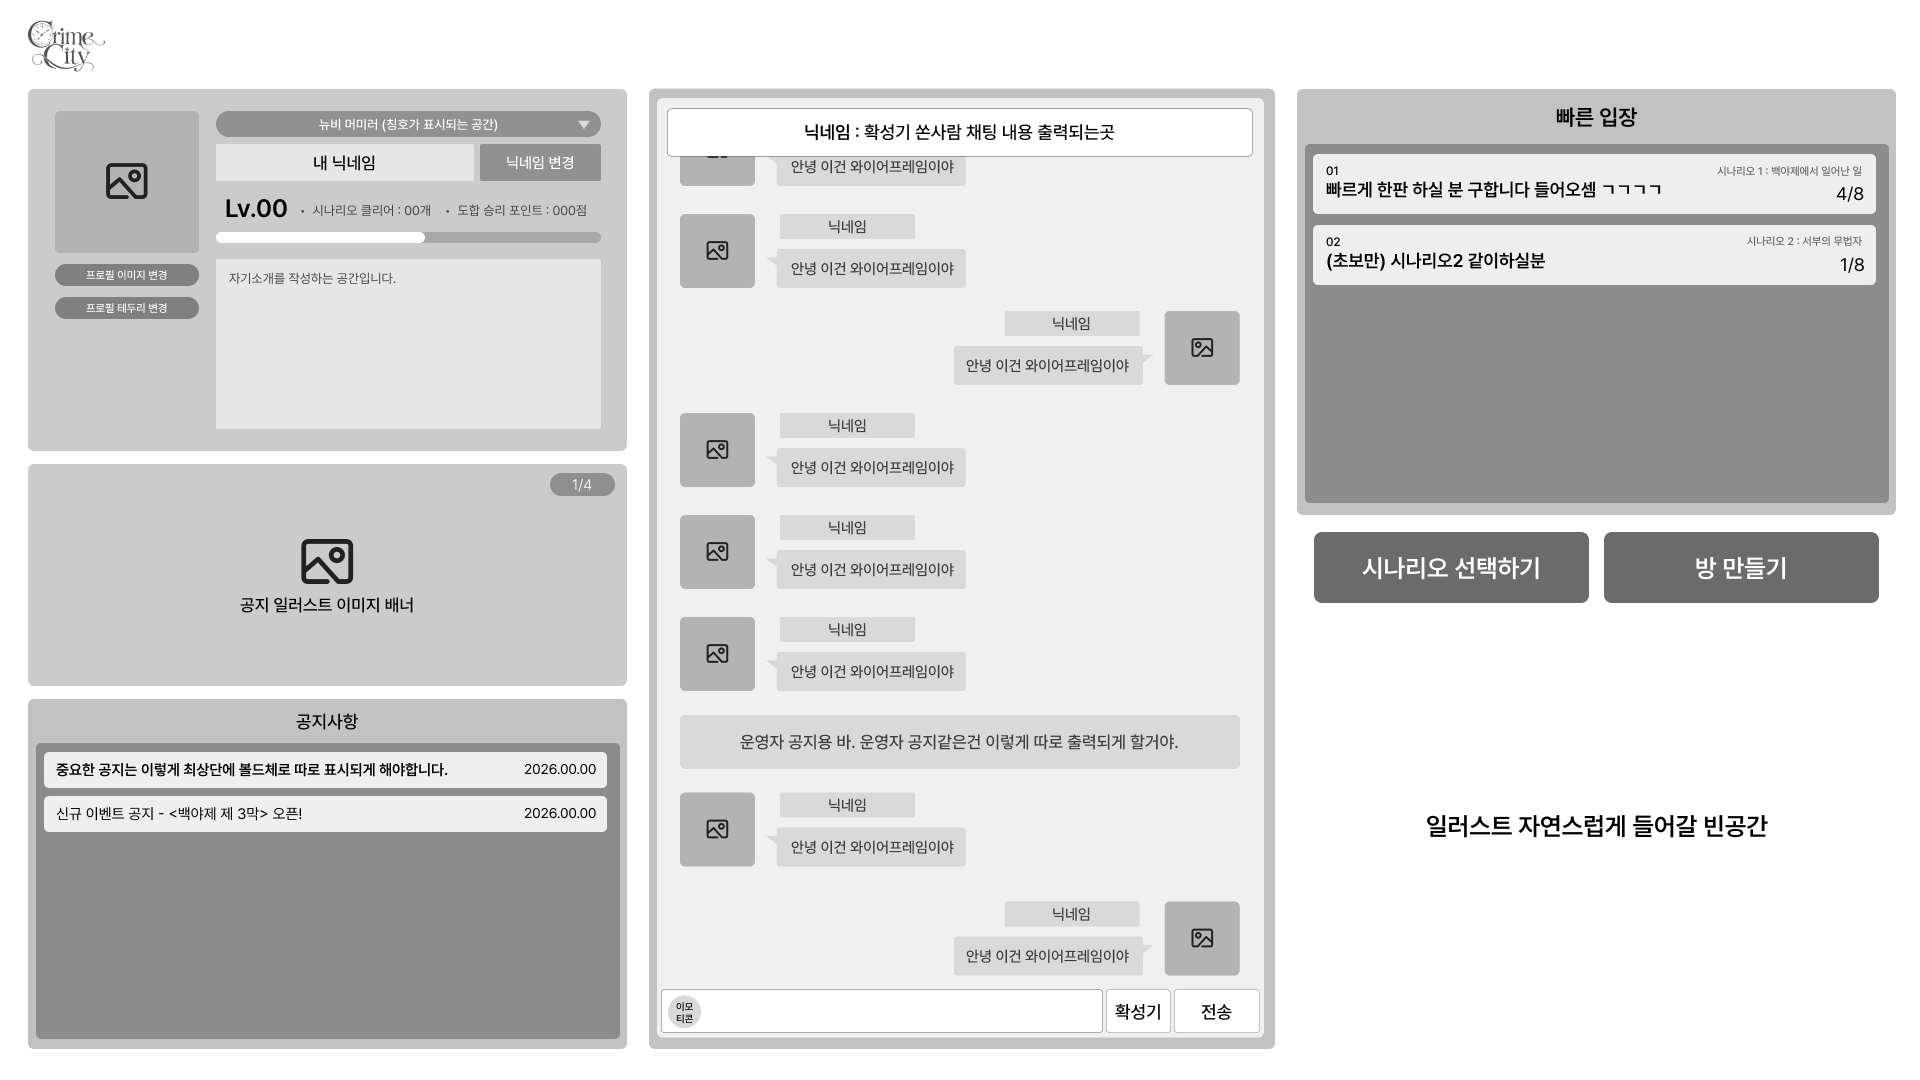 Crime
City
뉴비 머미러 (칭호가 표시되는 공간)
내 닉네임
닉네임 변경
Lv.00
· 시나리오 클리어 : 00개
· 도합 승리 포인트 : 000점
프로필 이미지 변경
프로필 테두리 변경
자기소개를 작성하는 공간입니다.
1/4
공지 일러스트 이미지 배너
공지사항
중요한 공지는 이렇게 최상단에 볼드체로 따로 표시되게 해야합니다.
2026.00.00
신규 이벤트 공지 - <백야제 제 3막> 오픈!
2026.00.00
닉네임 : 확성기 쏜사람 채팅 내용 출력되는곳
안녕 이건 와이어프레임이야
닉네임
안녕 이건 와이어프레임이야
닉네임
안녕 이건 와이어프레임이야
닉네임
안녕 이건 와이어프레임이야
닉네임
안녕 이건 와이어프레임이야
닉네임
안녕 이건 와이어프레임이야
운영자 공지용 바. 운영자 공지같은건 이렇게 따로 출력되게 할거야.
닉네임
안녕 이건 와이어프레임이야
닉네임
안녕 이건 와이어프레임이야
이모
티콘
확성기
전송
빠른 입장
01
시나리오 1 : 백야제에서 일어난 일
빠르게 한판 하실 분 구합니다 들어오셈 ㄱㄱㄱㄱ
4/8
02
시나리오 2 : 서부의 무법자
(초보만) 시나리오2 같이하실분
1/8
시나리오 선택하기
방 만들기
일러스트 자연스럽게 들어갈 빈공간